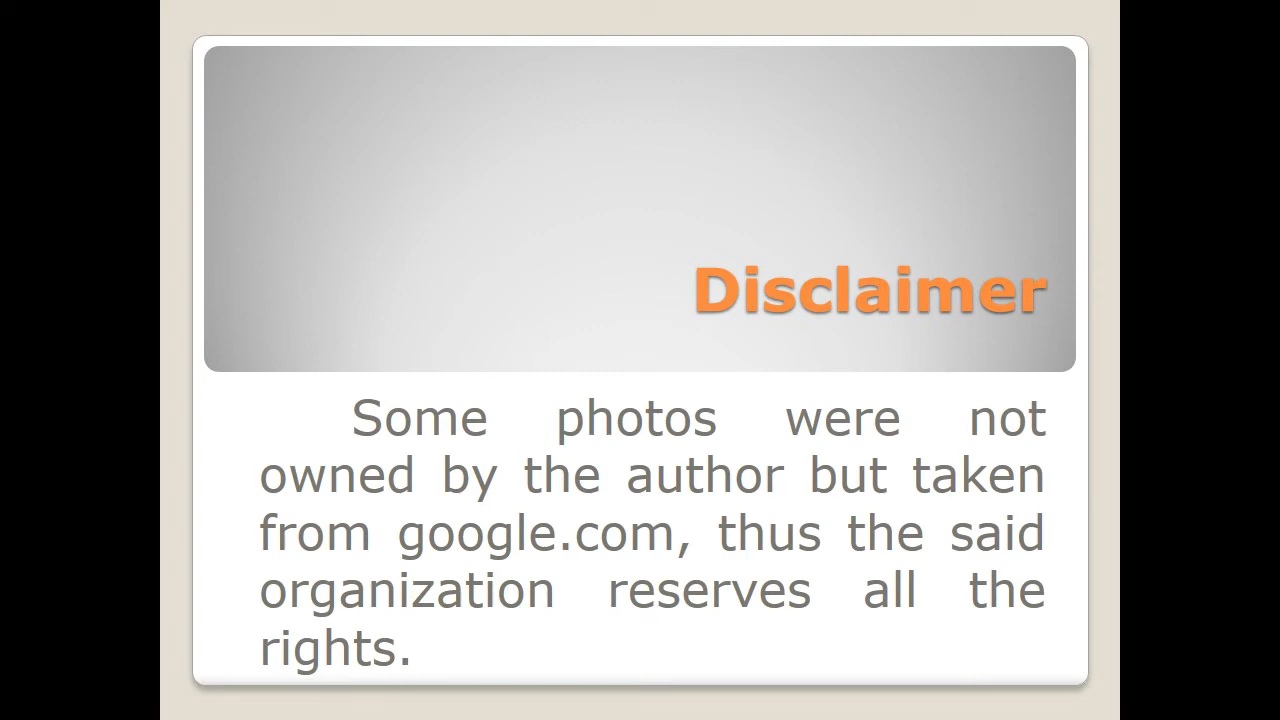 Disclaimer
Some photos were not
owned by the author but taken
from google.com, thus the said
organization reserves all the
rights.